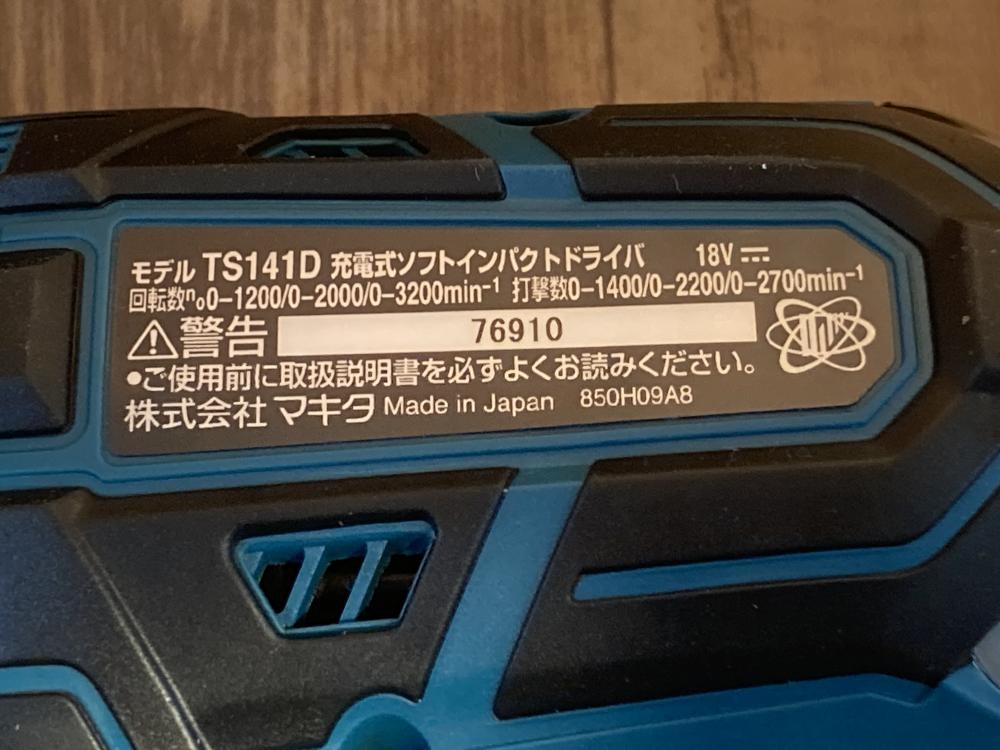 モデル TS141D 充電式ソフトインパクトドライバ 18V⎓
回転数n₀0-1200/0-2000/0-3200min⁻¹ 打撃数0-1400/0-2200/0-2700min⁻¹
⚠警告 76910
●ご使用前に取扱説明書を必ずよくお読みください。
株式会社 マキタ Made in Japan 850H09A8